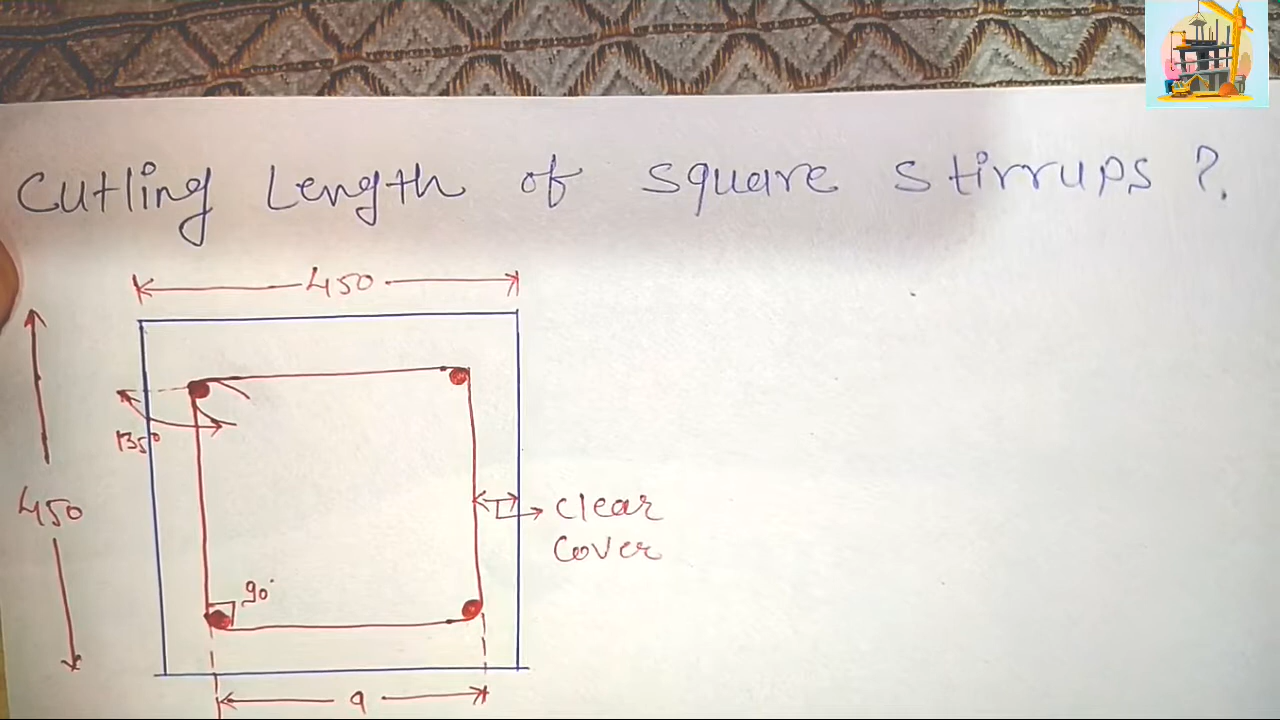 Cutting Length of square stirrups ?
450
135°
450
clear
cover
90°
a